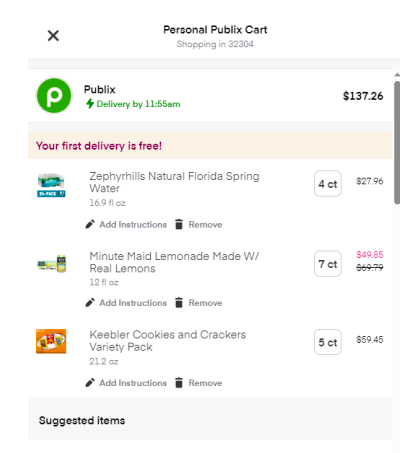 Personal Publix Cart
Shopping in 32304
Publix
Delivery by 11:55am
$137.26
Your first delivery is free!
Zephyrhills Natural Florida Spring
Water
16.9 fl oz
4 ct
$27.96
Add Instructions Remove
Minute Maid Lemonade Made W/
Real Lemons
12 fl oz
7 ct
$49.85
$69.79
Add Instructions Remove
Keebler Cookies and Crackers
Variety Pack
21.2 oz
5 ct
$59.45
Add Instructions Remove
Suggested items